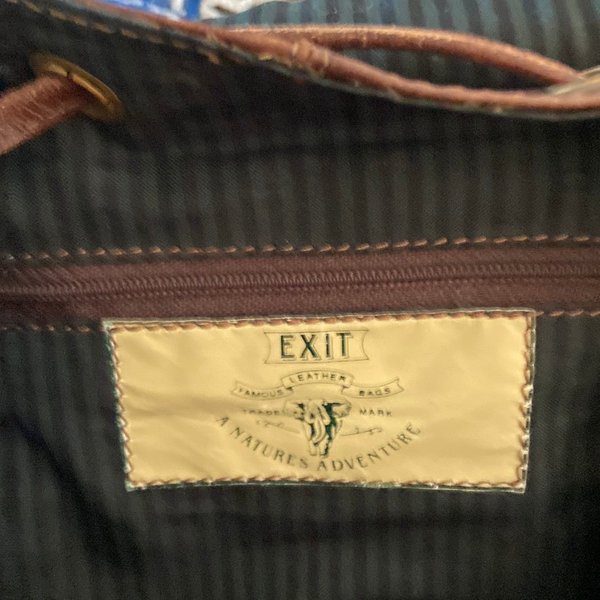 EXIT
LEATHER
FAMOUS BAGS
TRADE MARK
A NATURES ADVENTURE